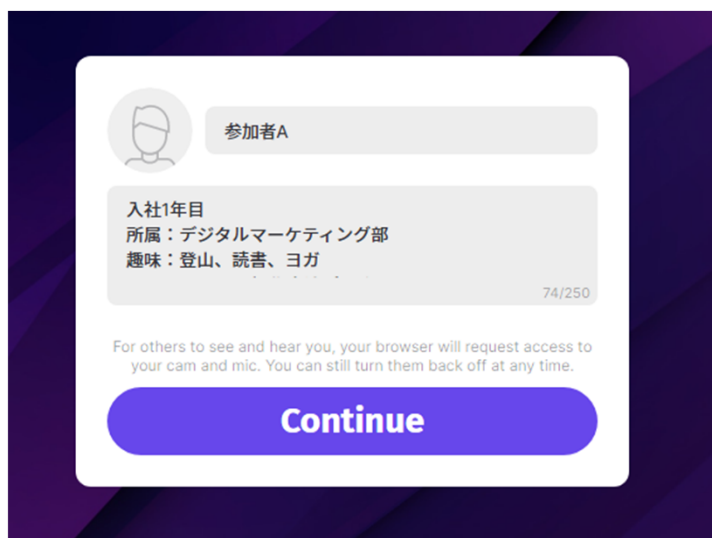 参加者A
入社1年目
所属：デジタルマーケティング部
趣味：登山、読書、ヨガ
74/250
For others to see and hear you, your browser will request access to
your cam and mic. You can still turn them back off at any time.
Continue